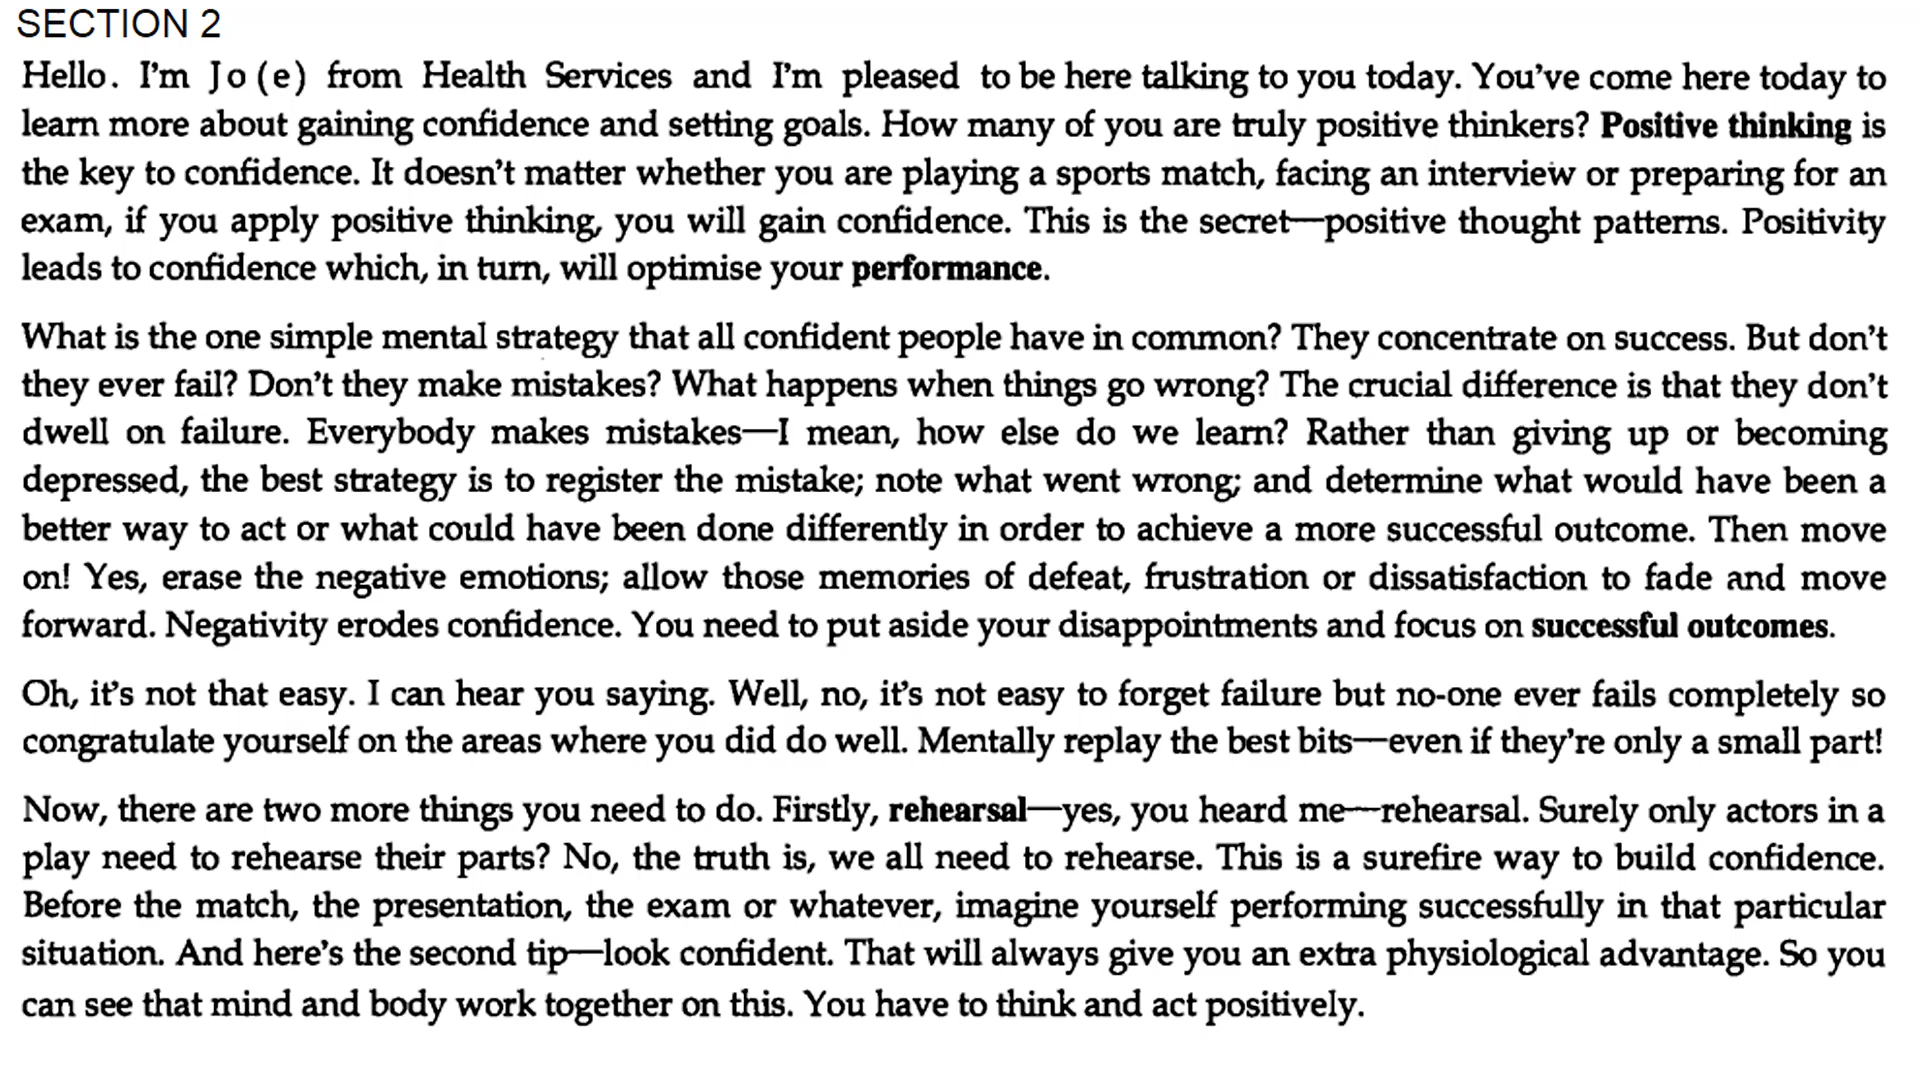 SECTION 2
Hello. I'm Jo(e) from Health Services and I'm pleased to be here talking to you today. You've come here today to
learn more about gaining confidence and setting goals. How many of you are truly positive thinkers? Positive thinking is
the key to confidence. It doesn't matter whether you are playing a sports match, facing an interview or preparing for an
exam, if you apply positive thinking, you will gain confidence. This is the secret—positive thought patterns. Positivity
leads to confidence which, in turn, will optimise your performance.
What is the one simple mental strategy that all confident people have in common? They concentrate on success. But don't
they ever fail? Don't they make mistakes? What happens when things go wrong? The crucial difference is that they don't
dwell on failure. Everybody makes mistakes—I mean, how else do we learn? Rather than giving up or becoming
depressed, the best strategy is to register the mistake; note what went wrong; and determine what would have been a
better way to act or what could have been done differently in order to achieve a more successful outcome. Then move
on! Yes, erase the negative emotions; allow those memories of defeat, frustration or dissatisfaction to fade and move
forward. Negativity erodes confidence. You need to put aside your disappointments and focus on successful outcomes.
Oh, it's not that easy. I can hear you saying. Well, no, it's not easy to forget failure but no-one ever fails completely so
congratulate yourself on the areas where you did do well. Mentally replay the best bits—even if they're only a small part!
Now, there are two more things you need to do. Firstly, rehearsal—yes, you heard me—rehearsal. Surely only actors in a
play need to rehearse their parts? No, the truth is, we all need to rehearse. This is a surefire way to build confidence.
Before the match, the presentation, the exam or whatever, imagine yourself performing successfully in that particular
situation. And here's the second tip—look confident. That will always give you an extra physiological advantage. So you
can see that mind and body work together on this. You have to think and act positively.